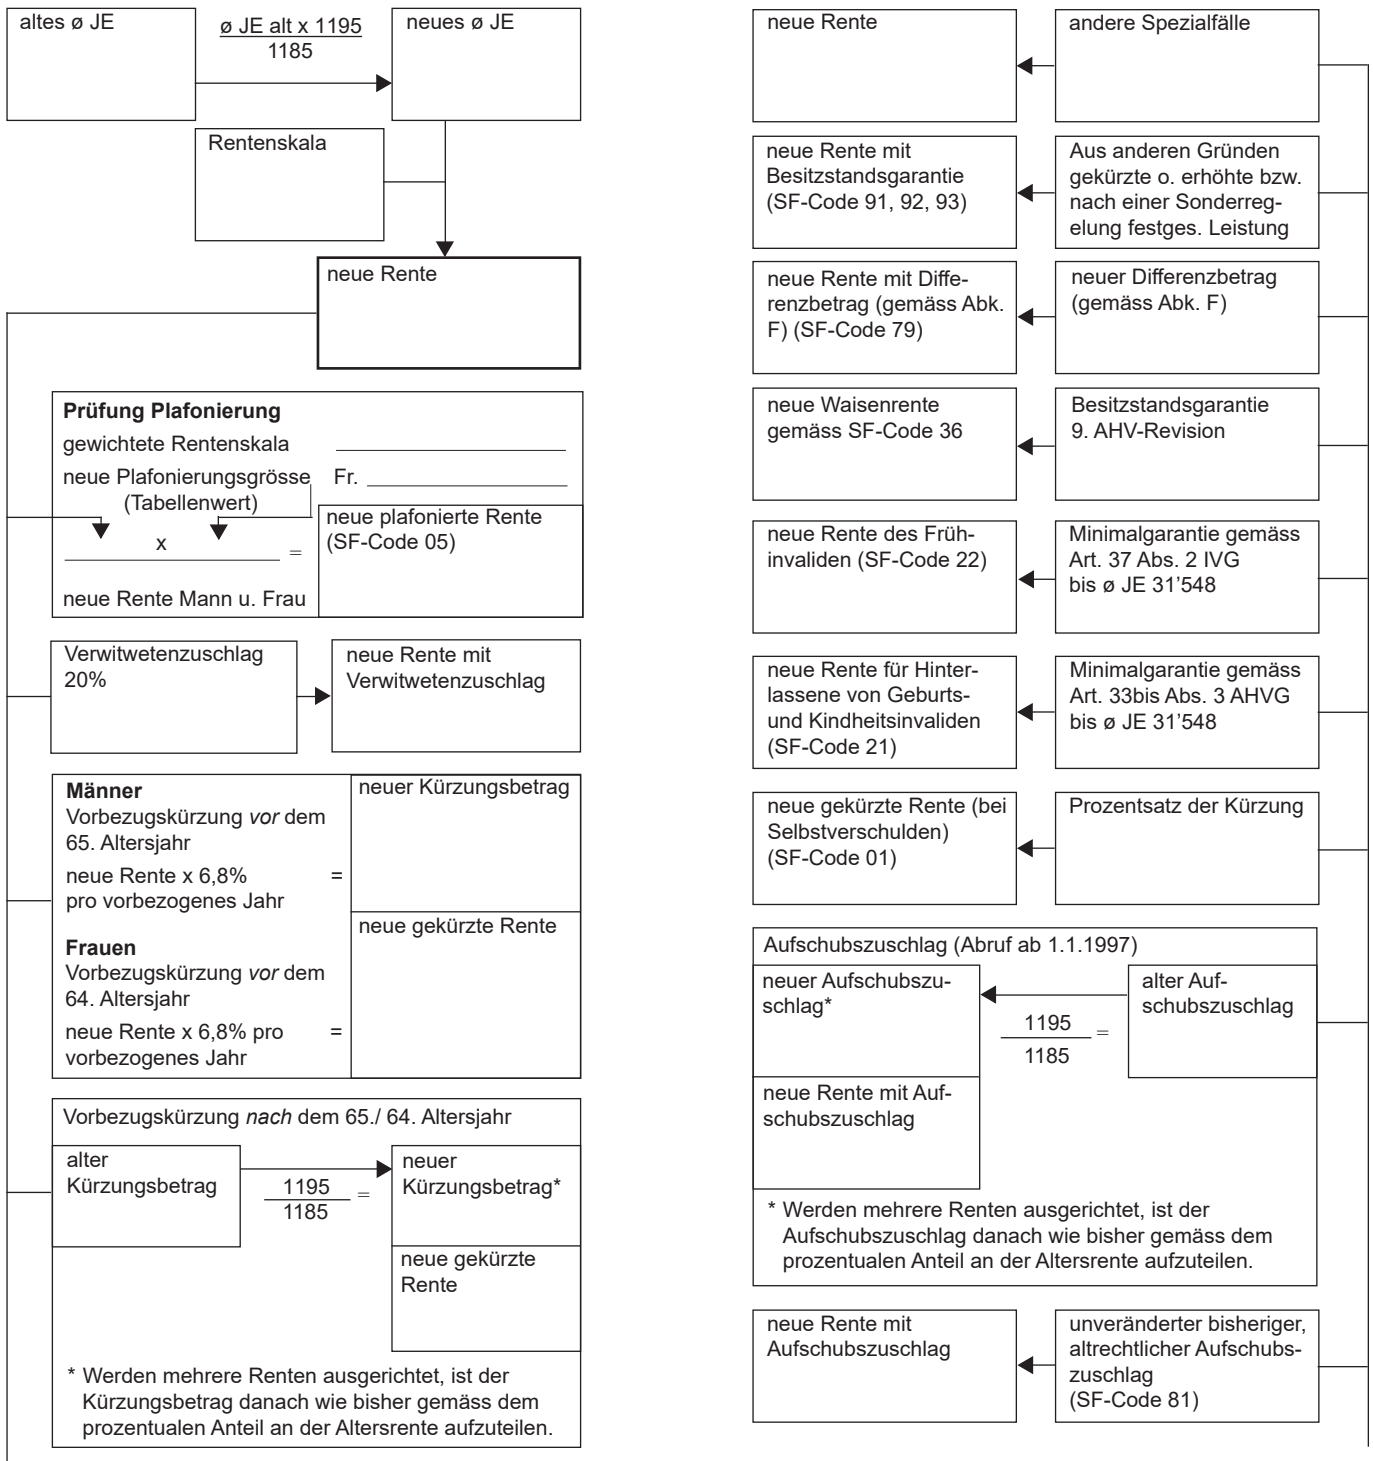 altes ø JE
ø JE alt x 1195
1185
neues ø JE
Rentenskala
neue Rente
Prüfung Plafonierung
gewichtete Rentenskala
neue Plafonierungsgrösse Fr.
(Tabellenwert)
x
=
neue Rente Mann u. Frau
neue plafonierte Rente
(SF-Code 05)
Verwitwetenzuschlag
20%
neue Rente mit
Verwitwetenzuschlag
Männer
Vorbezugskürzung vor dem
65. Altersjahr
neue Rente x 6,8% =
pro vorbezogenes Jahr
Frauen
Vorbezugskürzung vor dem
64. Altersjahr
neue Rente x 6,8% pro =
vorbezogenes Jahr
neuer Kürzungsbetrag
neue gekürzte Rente
Vorbezugskürzung nach dem 65./ 64. Altersjahr
alter
Kürzungsbetrag
1195
1185
=
neuer
Kürzungsbetrag*
neue gekürzte
Rente
* Werden mehrere Renten ausgerichtet, ist der
Kürzungsbetrag danach wie bisher gemäss dem
prozentualen Anteil an der Altersrente aufzuteilen.
neue Rente
andere Spezialfälle
neue Rente mit
Besitzstandsgarantie
(SF-Code 91, 92, 93)
Aus anderen Gründen
gekürzte o. erhöhte bzw.
nach einer Sonderreg-
elung festges. Leistung
neue Rente mit Diffe-
renzbetrag (gemäss Abk.
F) (SF-Code 79)
neuer Differenzbetrag
(gemäss Abk. F)
neue Waisenrente
gemäss SF-Code 36
Besitzstandsgarantie
9. AHV-Revision
neue Rente des Früh-
invaliden (SF-Code 22)
Minimalgarantie gemäss
Art. 37 Abs. 2 IVG
bis ø JE 31’548
neue Rente für Hinter-
lassene von Geburts-
und Kindheitsinvaliden
(SF-Code 21)
Minimalgarantie gemäss
Art. 33bis Abs. 3 AHVG
bis ø JE 31’548
neue gekürzte Rente (bei
Selbstverschulden)
(SF-Code 01)
Prozentsatz der Kürzung
Aufschubszuschlag (Abruf ab 1.1.1997)
neuer Aufschubszu-
schlag*
1195
1185
=
alter Auf-
schubszuschlag
neue Rente mit Auf-
schubszuschlag
* Werden mehrere Renten ausgerichtet, ist der
Aufschubszuschlag danach wie bisher gemäss dem
prozentualen Anteil an der Altersrente aufzuteilen.
neue Rente mit
Aufschubszuschlag
unveränderter bisheriger,
altrechtlicher Aufschubs-
zuschlag
(SF-Code 81)